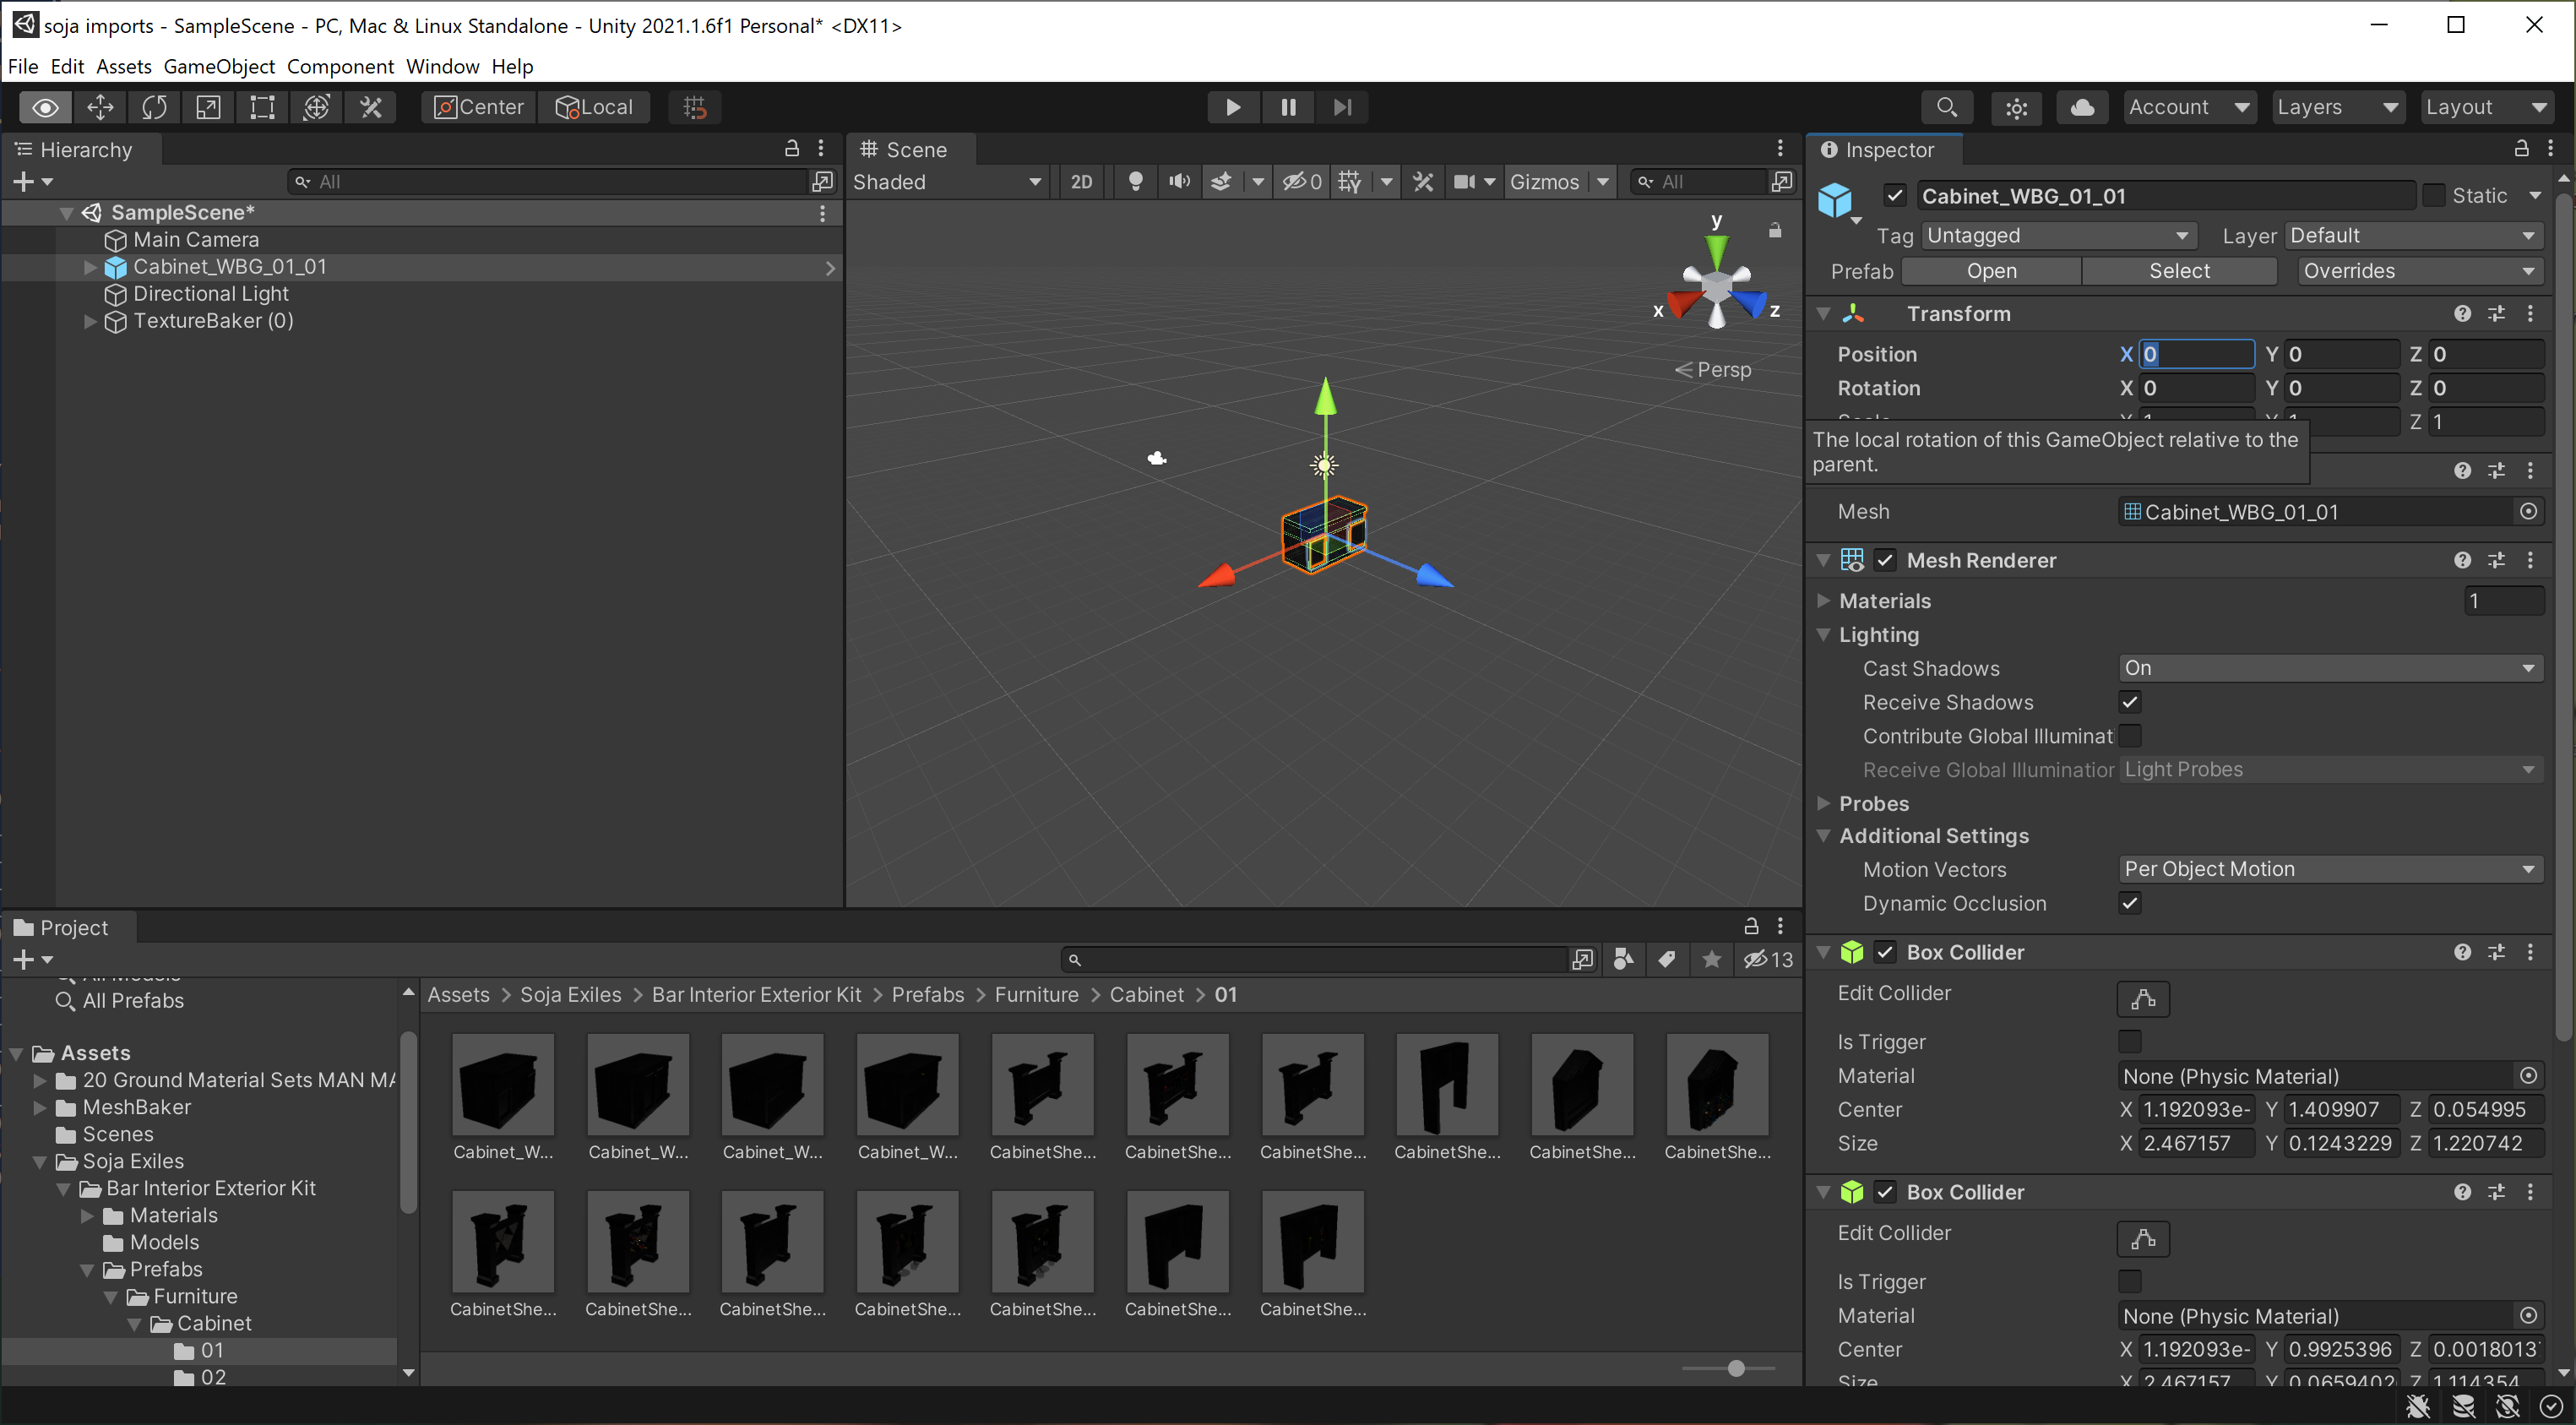 soja imports - SampleScene - PC, Mac & Linux Standalone - Unity 2021.1.6f1 Personal* <DX11>
File Edit Assets GameObject Component Window Help
Center Local Account Layers Layout
Hierarchy
All
SampleScene*
Main Camera
Cabinet_WBG_01_01
Directional Light
TextureBaker (0)
Scene
Shaded 2D 0 Gizmos All
y
x z
Persp
Inspector
Cabinet_WBG_01_01 Static
Tag Untagged Layer Default
Prefab Open Select Overrides
Transform
Position X 0 Y 0 Z 0
Rotation X 0 Y 0 Z 0
Z 1
The local rotation of this GameObject relative to the
parent.
Mesh Cabinet_WBG_01_01
Mesh Renderer
Materials 1
Lighting
Cast Shadows On
Receive Shadows
Contribute Global Illuminat
Receive Global Illumination Light Probes
Probes
Additional Settings
Motion Vectors Per Object Motion
Dynamic Occlusion
Box Collider
Edit Collider
Is Trigger
Material None (Physic Material)
Center X 1.192093e- Y 1.409907 Z 0.054995
Size X 2.467157 Y 0.1243229 Z 1.220742
Box Collider
Edit Collider
Is Trigger
Material None (Physic Material)
Center X 1.192093e- Y 0.9925396 Z 0.0018013
Size X 2.467157 Y 0.0659402 Z 1.114354
Project
13
All Models
All Prefabs
Assets
20 Ground Material Sets MAN MA
MeshBaker
Scenes
Soja Exiles
Bar Interior Exterior Kit
Materials
Models
Prefabs
Furniture
Cabinet
01
02
Assets > Soja Exiles > Bar Interior Exterior Kit > Prefabs > Furniture > Cabinet > 01
Cabinet_W... Cabinet_W... Cabinet_W... Cabinet_W... CabinetShe... CabinetShe... CabinetShe... CabinetShe... CabinetShe... CabinetShe...
CabinetShe... CabinetShe... CabinetShe... CabinetShe... CabinetShe... CabinetShe... CabinetShe...